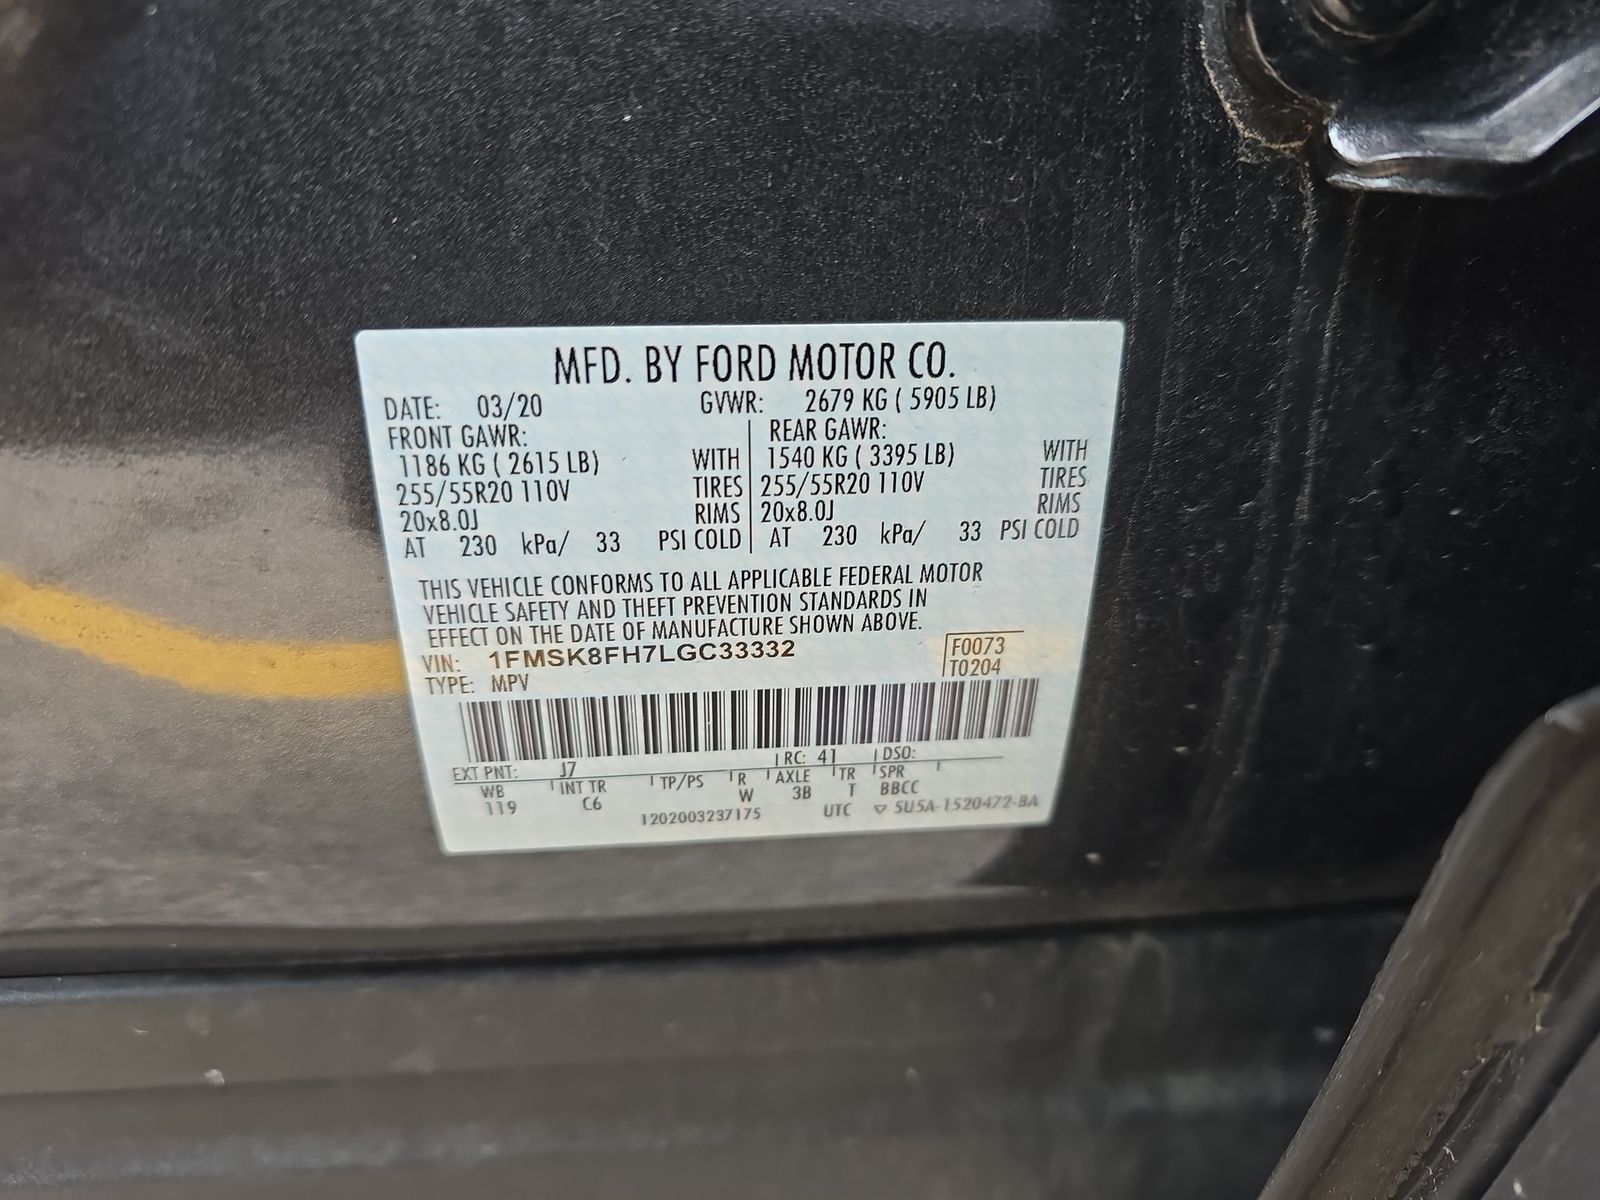 MFD. BY FORD MOTOR CO.
DATE: 03/20 GVWR: 2679 KG ( 5905 LB)
FRONT GAWR: REAR GAWR:
1186 KG ( 2615 LB) WITH 1540 KG ( 3395 LB) WITH
255/55R20 110V TIRES 255/55R20 110V TIRES
20x8.0J RIMS 20x8.0J RIMS
AT 230 kPa/ 33 PSI COLD AT 230 kPa/ 33 PSI COLD
THIS VEHICLE CONFORMS TO ALL APPLICABLE FEDERAL MOTOR
VEHICLE SAFETY AND THEFT PREVENTION STANDARDS IN
EFFECT ON THE DATE OF MANUFACTURE SHOWN ABOVE.
VIN: 1FMSK8FH7LGC33332 F0073
TYPE: MPV T0204
EXT PNT: J7 RC: 41 DSO:
WB INT TR TP/PS R AXLE TR SPR
119 C6 W 3B T BBCC
1202003237175 UTC ▽ 5U5A-1520472-BA